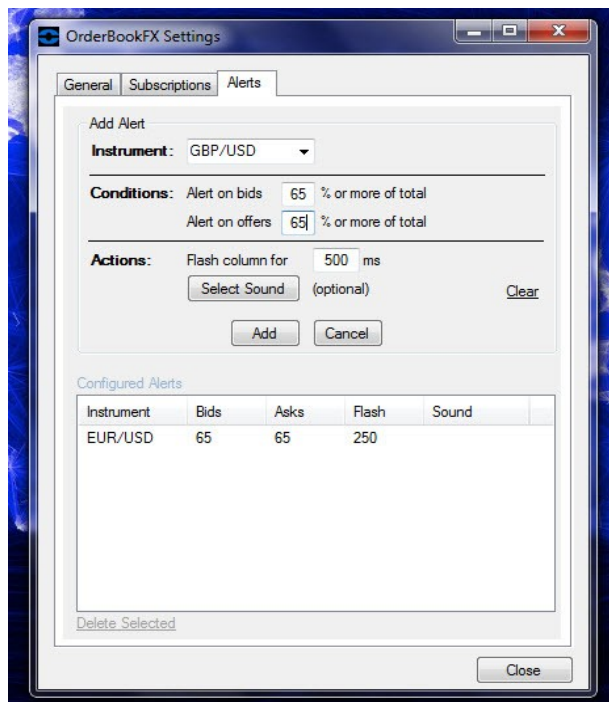 OrderBookFX Settings
General Subscriptions Alerts
Add Alert
Instrument: GBP/USD
Conditions: Alert on bids 65 % or more of total
Alert on offers 65 % or more of total
Actions: Flash column for 500 ms
Select Sound (optional) Clear
Add Cancel
Configured Alerts
Instrument Bids Asks Flash Sound
EUR/USD 65 65 250
Delete Selected
Close